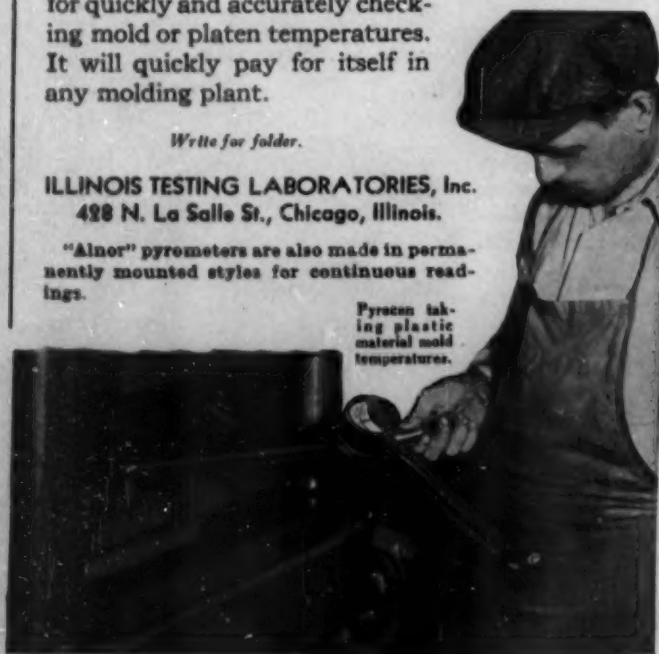 for quickly and accurately check-
ing mold or platen temperatures.
It will quickly pay for itself in
any molding plant.
Write for folder.
ILLINOIS TESTING LABORATORIES, Inc.
428 N. La Salle St., Chicago, Illinois.
"Alnor" pyrometers are also made in perma-
nently mounted styles for continuous read-
ings.
Pyrocon tak-
ing plastic
material mold
temperatures.